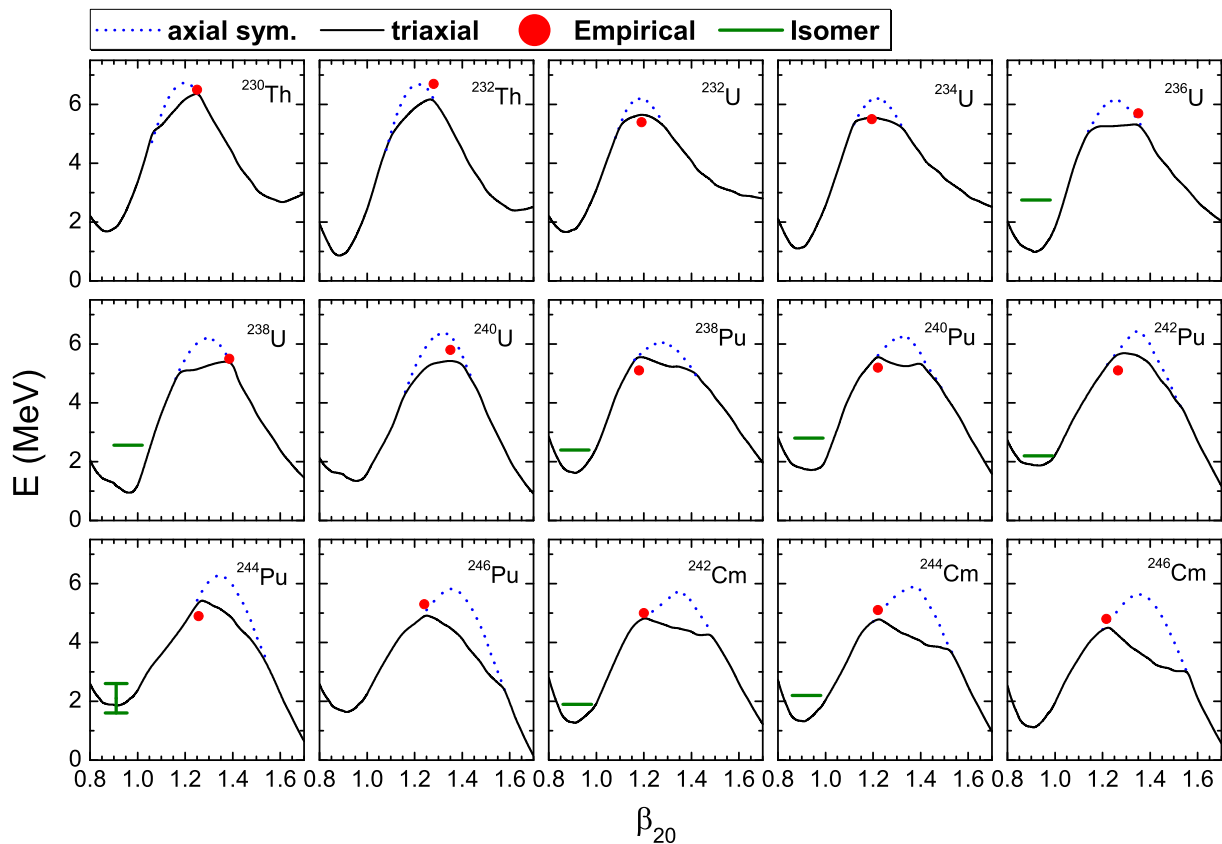 axial sym. triaxial Empirical Isomer
²³⁰Th ²³²Th ²³²U ²³⁴U ²³⁶U
6
4
2
0
²³⁸U ²⁴⁰U ²³⁸Pu ²⁴⁰Pu ²⁴²Pu
6
4
2
0
E (MeV)
²⁴⁴Pu ²⁴⁶Pu ²⁴²Cm ²⁴⁴Cm ²⁴⁶Cm
6
4
2
0
0.8 1.0 1.2 1.4 1.6 0.8 1.0 1.2 1.4 1.6 0.8 1.0 1.2 1.4 1.6 0.8 1.0 1.2 1.4 1.6 0.8 1.0 1.2 1.4 1.6
β₂₀